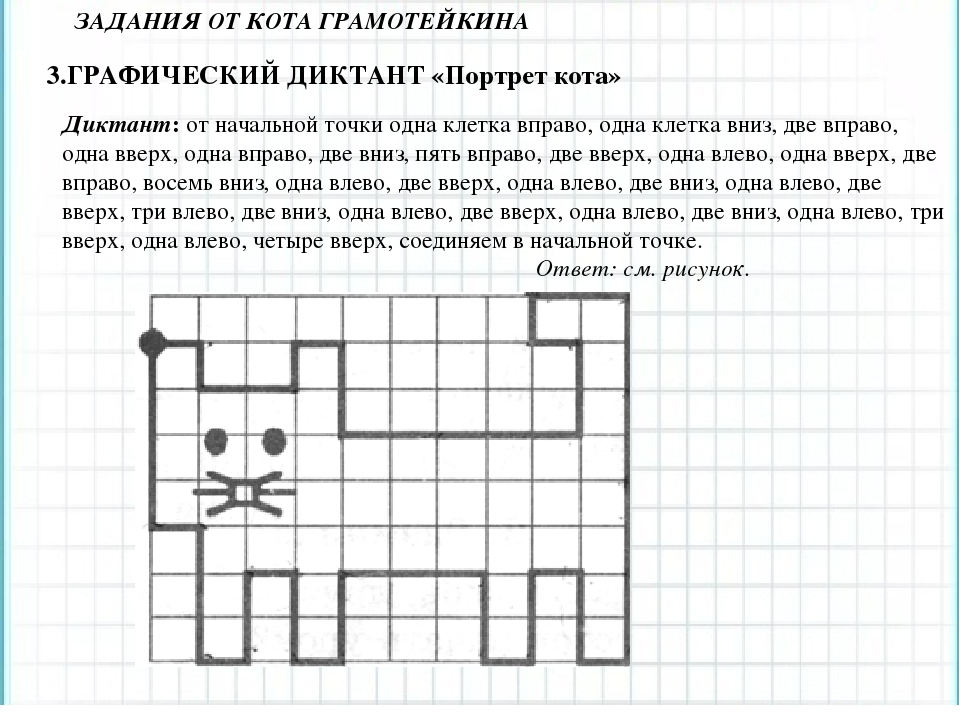 ЗАДАНИЯ ОТ КОТА ГРАМОТЕЙКИНА
3.ГРАФИЧЕСКИЙ ДИКТАНТ «Портрет кота»
Диктант: от начальной точки одна клетка вправо, одна клетка вниз, две вправо,
одна вверх, одна вправо, две вниз, пять вправо, две вверх, одна влево, одна вверх, две
вправо, восемь вниз, одна влево, две вверх, одна влево, две вниз, одна влево, две
вверх, три влево, две вниз, одна влево, две вверх, одна влево, две вниз, одна влево, три
вверх, одна влево, четыре вверх, соединяем в начальной точке.
Ответ: см. рисунок.